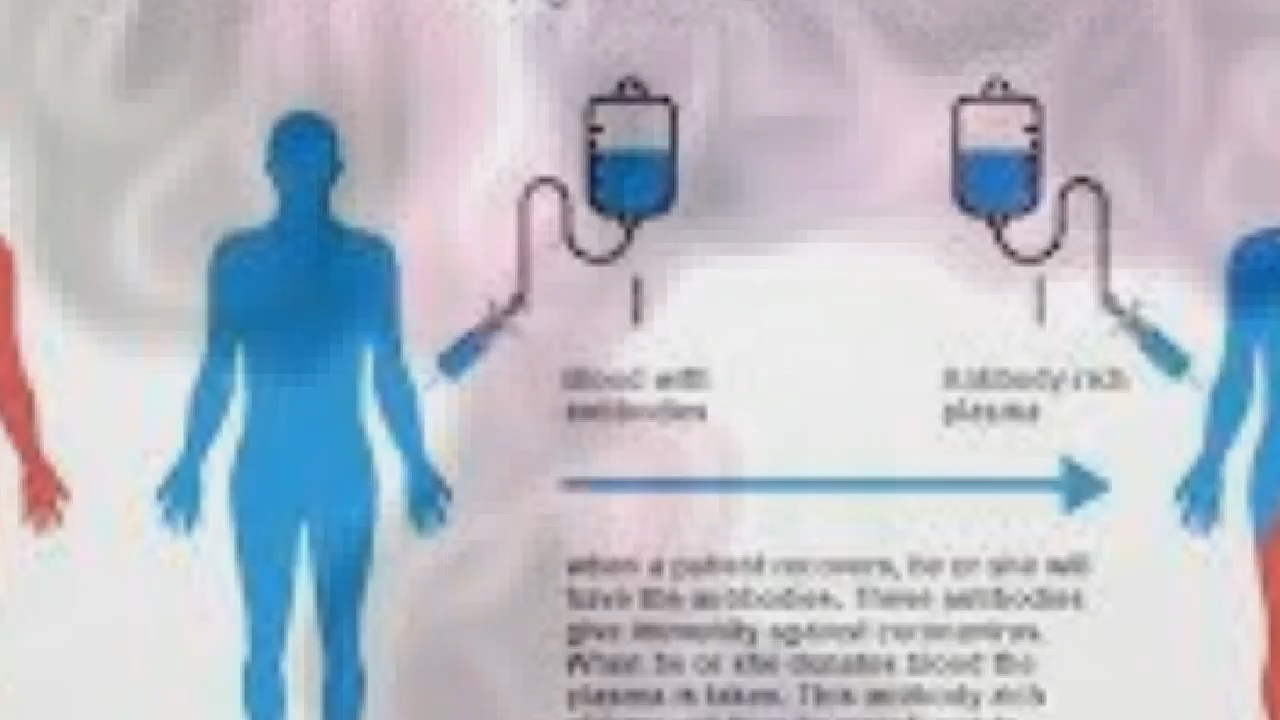 Blood with
antibodies
Antibody-rich
plasma
When a patient recovers, he or she will
have the antibodies. These antibodies
give immunity against coronavirus.
When he or she donates blood the
plasma is taken. This antibody rich